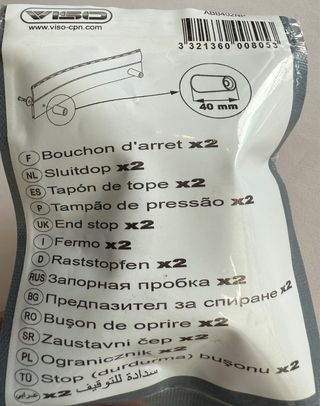 VISO
www.viso-cpn.com
ABB402NP
3 321360 008053
40 mm
F Bouchon d'arret x2
NL Sluitdop x2
ES Tapón de tope x2
P Tampão de pressão x2
UK End stop x2
I Fermo x2
D Raststopfen x2
RUS Запорная пробка x2
BG Предпазител за спиране x2
RO Buşon de oprire x2
SR Zaustavni čep x2
PL Ogranicznik x2
TÜ Stop (durdurma) buşonu x2
عربي سدادة للتوقيف x2